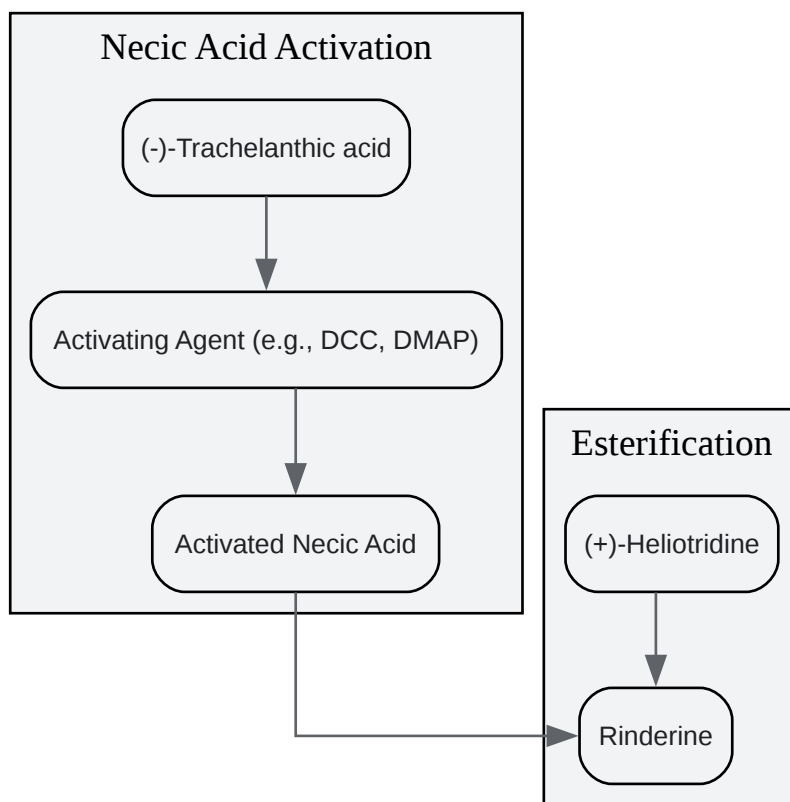 Necic Acid Activation
(-)-Trachelanthic acid
Activating Agent (e.g., DCC, DMAP)
Activated Necic Acid
Esterification
(+)-Heliotridine
Rinderine